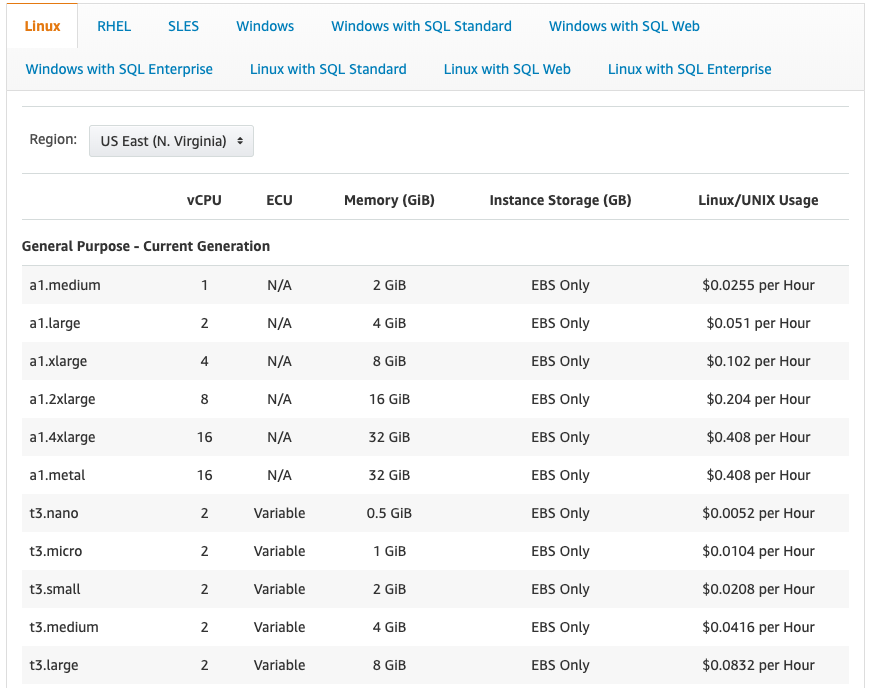 Linux RHEL SLES Windows Windows with SQL Standard Windows with SQL Web
Windows with SQL Enterprise Linux with SQL Standard Linux with SQL Web Linux with SQL Enterprise
Region: US East (N. Virginia)
vCPU ECU Memory (GiB) Instance Storage (GB) Linux/UNIX Usage
General Purpose - Current Generation
a1.medium 1 N/A 2 GiB EBS Only $0.0255 per Hour
a1.large 2 N/A 4 GiB EBS Only $0.051 per Hour
a1.xlarge 4 N/A 8 GiB EBS Only $0.102 per Hour
a1.2xlarge 8 N/A 16 GiB EBS Only $0.204 per Hour
a1.4xlarge 16 N/A 32 GiB EBS Only $0.408 per Hour
a1.metal 16 N/A 32 GiB EBS Only $0.408 per Hour
t3.nano 2 Variable 0.5 GiB EBS Only $0.0052 per Hour
t3.micro 2 Variable 1 GiB EBS Only $0.0104 per Hour
t3.small 2 Variable 2 GiB EBS Only $0.0208 per Hour
t3.medium 2 Variable 4 GiB EBS Only $0.0416 per Hour
t3.large 2 Variable 8 GiB EBS Only $0.0832 per Hour